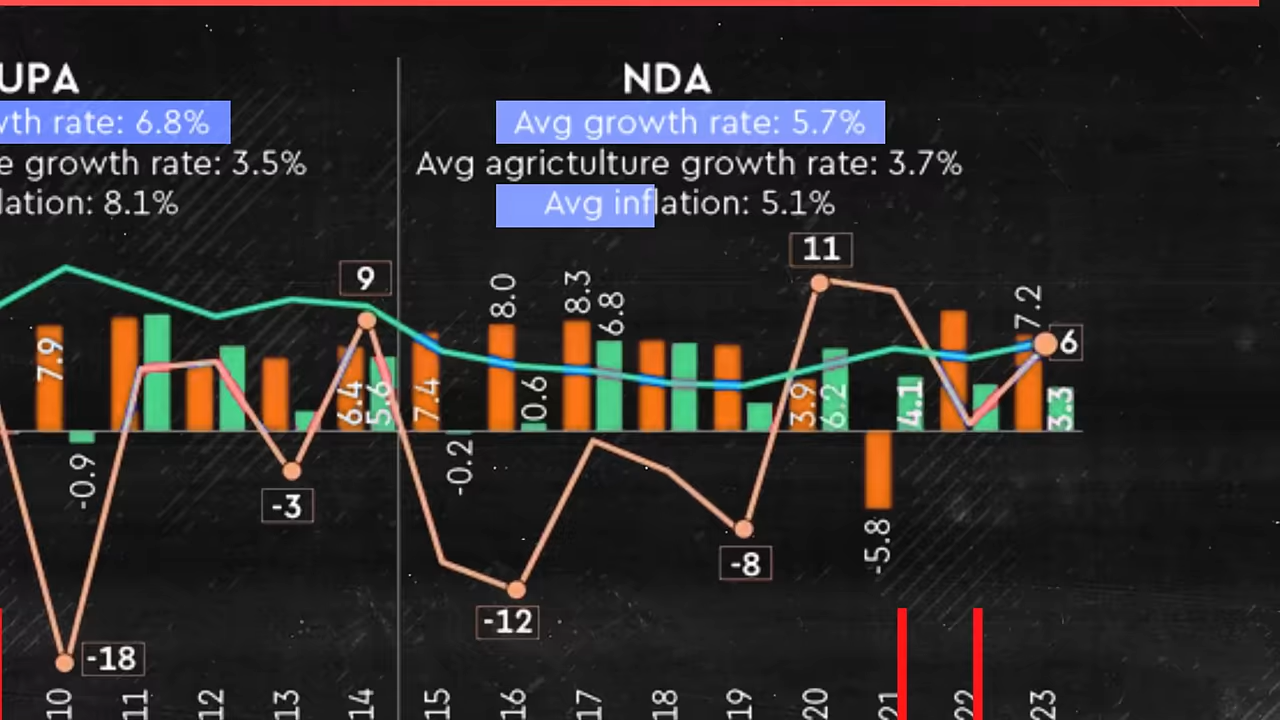 UPA
wth rate: 6.8%
e growth rate: 3.5%
lation: 8.1%
NDA
Avg growth rate: 5.7%
Avg agrictulture growth rate: 3.7%
Avg inflation: 5.1%
7.9
-0.9
-18
-3
9
6.4
5.6
7.4
-0.2
8.0
0.6
-12
8.3
6.8
-8
11
3.9
6.2
-5.8
4.1
7.2
3.3
6
10 11 12 13 14 15 16 17 18 19 20 21 22 23